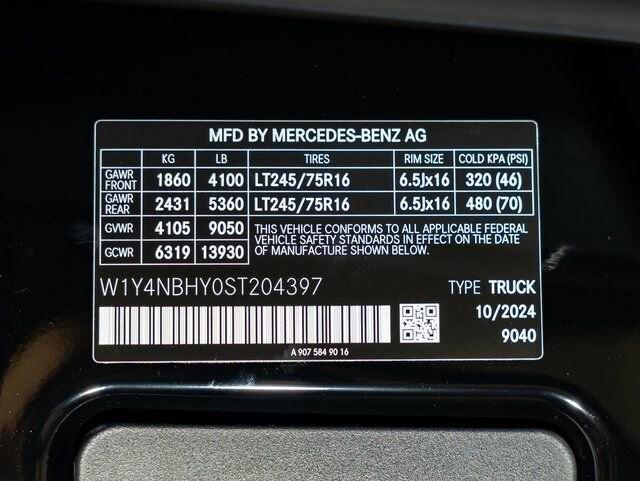 MFD BY MERCEDES-BENZ AG
KG LB TIRES RIM SIZE COLD KPA (PSI)
GAWR FRONT 1860 4100 LT245/75R16 6.5Jx16 320 (46)
GAWR REAR 2431 5360 LT245/75R16 6.5Jx16 480 (70)
GVWR 4105 9050 THIS VEHICLE CONFORMS TO ALL APPLICABLE FEDERAL
VEHICLE SAFETY STANDARDS IN EFFECT ON THE DATE
GCWR 6319 13930 OF MANUFACTURE SHOWN BELOW.
W1Y4NBHY0ST204397 TYPE TRUCK
10/2024
9040
A 907 584 90 16